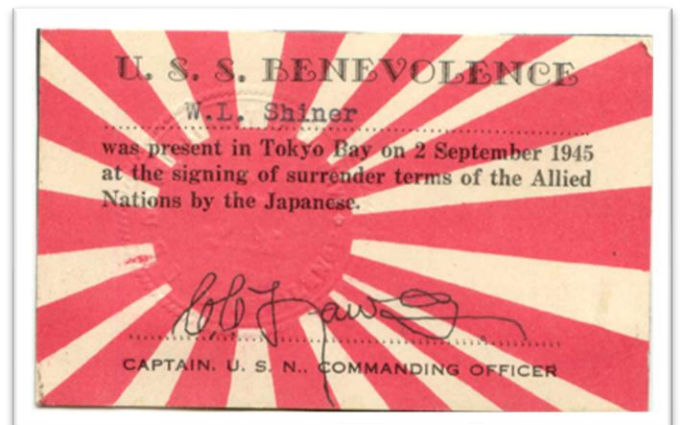 U. S. S. BENEVOLENCE
W.L. Shiner
was present in Tokyo Bay on 2 September 1945
at the signing of surrender terms of the Allied
Nations by the Japanese.
CAPTAIN, U. S. N., COMMANDING OFFICER